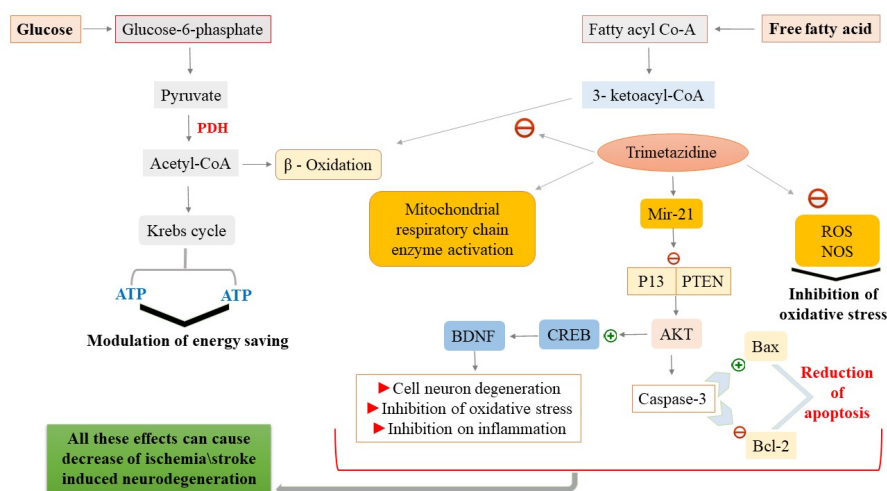 Glucose
Glucose-6-phasphate
Fatty acyl Co-A
Free fatty acid
Pyruvate
3- ketoacyl-CoA
PDH
Acetyl-CoA
β - Oxidation
Trimetazidine
Krebs cycle
Mitochondrial
respiratory chain
enzyme activation
Mir-21
ROS
NOS
ATP
ATP
P13
PTEN
Inhibition of
oxidative stress
Modulation of energy saving
BDNF
CREB
AKT
Bax
Cell neuron degeneration
Inhibition of oxidative stress
Inhibition on inflammation
Caspase-3
Reduction
of
apoptosis
Bcl-2
All these effects can cause
decrease of ischemia\stroke
induced neurodegeneration